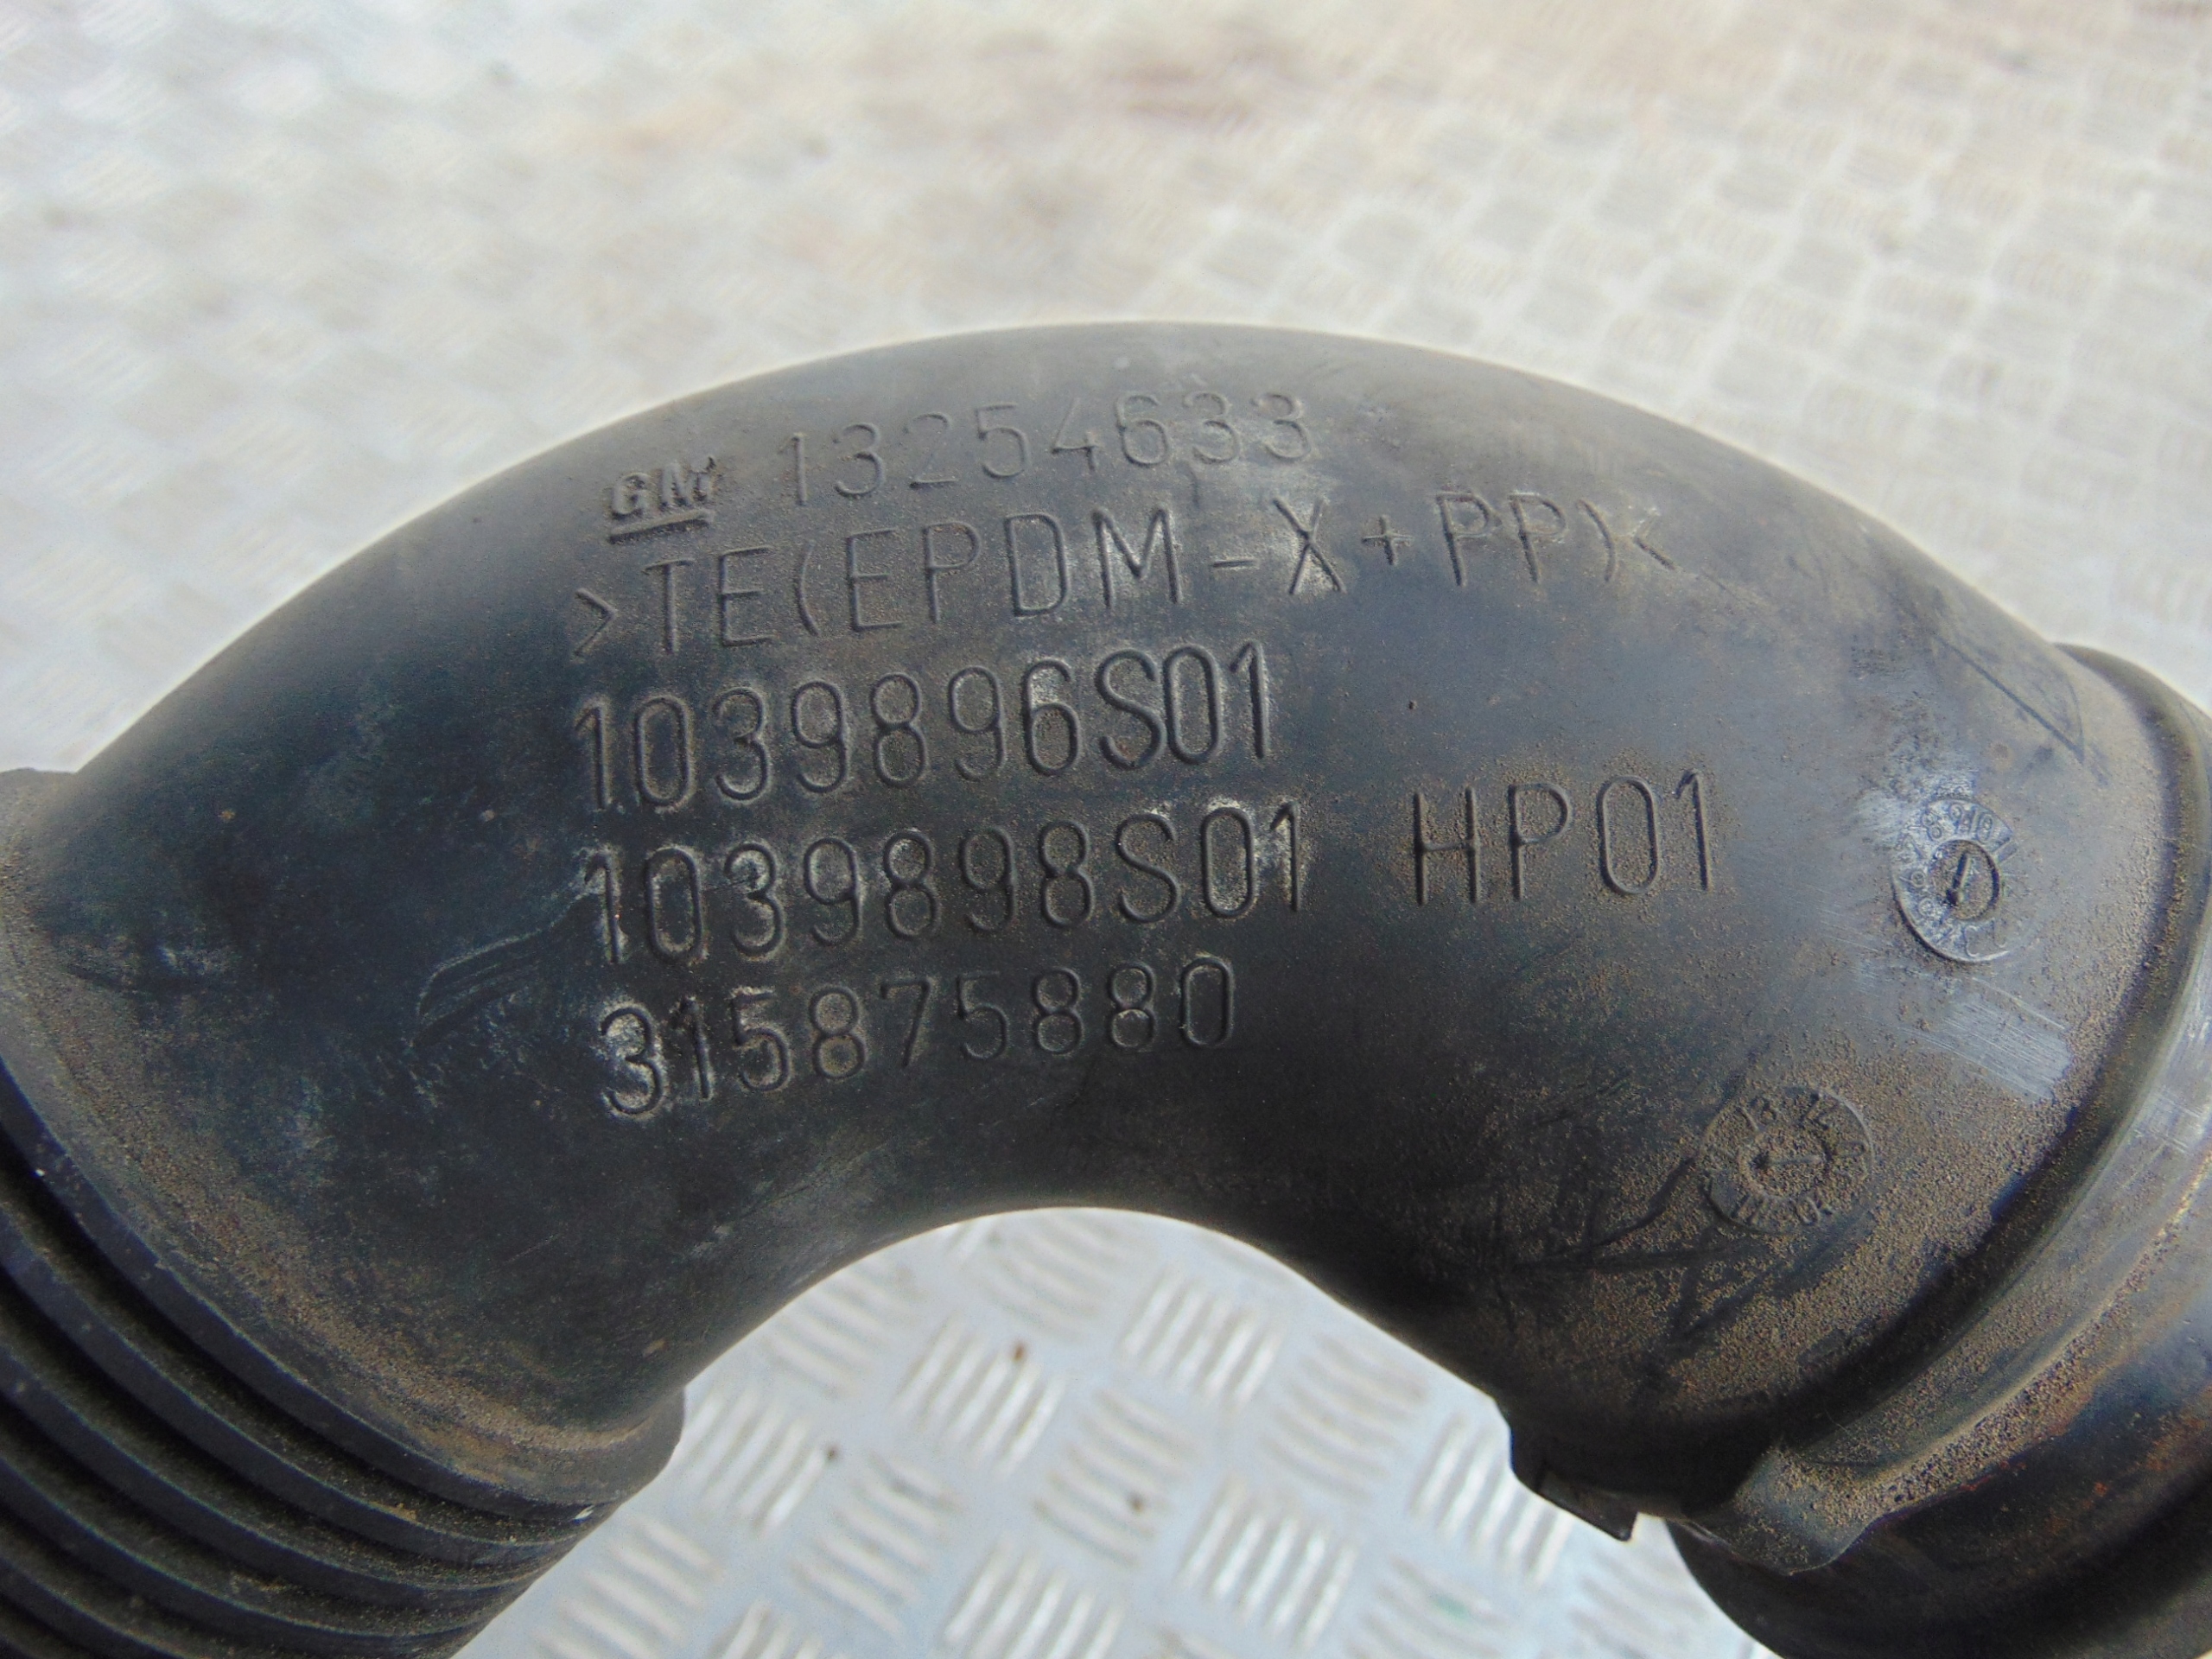 GM 13254633
>TE(EPDM-X+PP)<
1039896S01
1039898S01 HP01
315875880